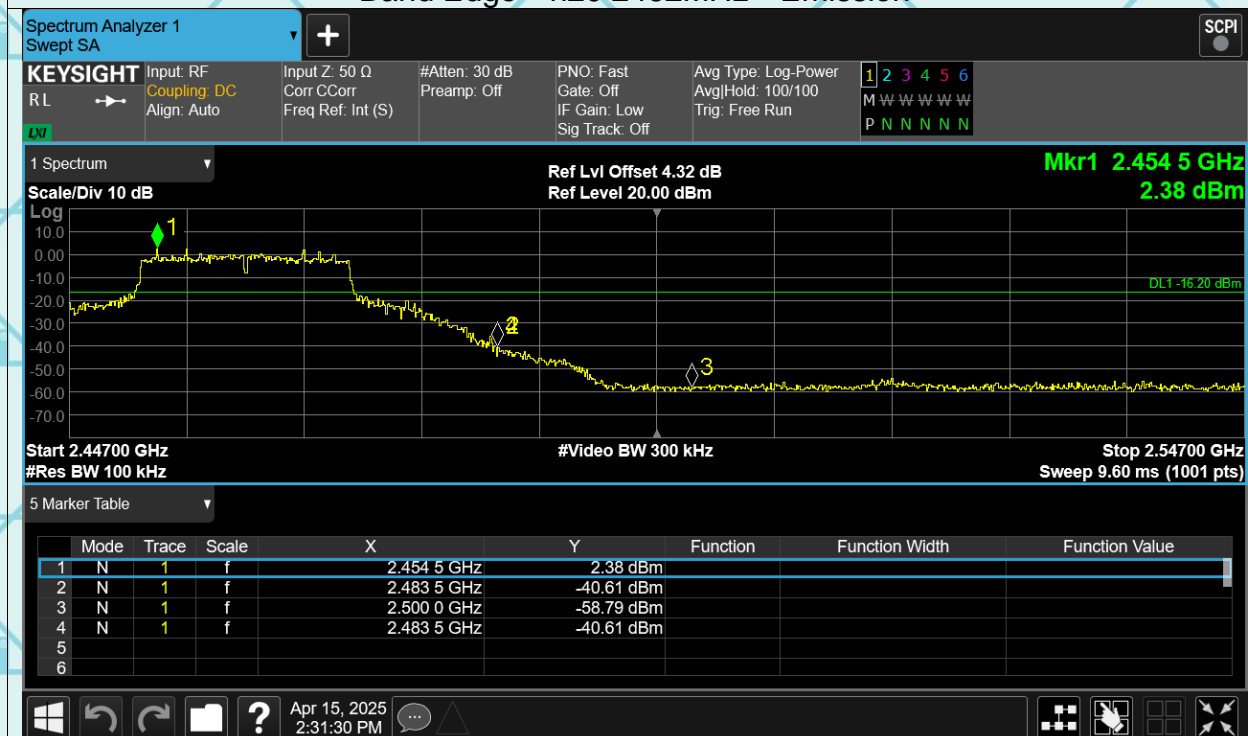 Spectrum Analyzer 1
Swept SA
+
SCPI
KEYSIGHT
RL
LXI
Input: RF
Coupling: DC
Align: Auto
Input Z: 50 Ω
Corr CCorr
Freq Ref: Int (S)
#Atten: 30 dB
Preamp: Off
PNO: Fast
Gate: Off
IF Gain: Low
Sig Track: Off
Avg Type: Log-Power
Avg|Hold: 100/100
Trig: Free Run
1 2 3 4 5 6
M W W W W W W
P N N N N N
1 Spectrum
Scale/Div 10 dB
Ref Lvl Offset 4.32 dB
Ref Level 20.00 dBm
Mkr1 2.454 5 GHz
2.38 dBm
Log
10.0
0.00
-10.0
-20.0
-30.0
-40.0
-50.0
-60.0
-70.0
1
2
3
DL1 -16.20 dBm
Start 2.44700 GHz
#Res BW 100 kHz
#Video BW 300 kHz
Stop 2.54700 GHz
Sweep 9.60 ms (1001 pts)
5 Marker Table
Mode Trace Scale X Y Function Function Width Function Value
1 N 1 f 2.454 5 GHz 2.38 dBm
2 N 1 f 2.483 5 GHz -40.61 dBm
3 N 1 f 2.500 0 GHz -58.79 dBm
4 N 1 f 2.483 5 GHz -40.61 dBm
5
6
?
Apr 15, 2025
2:31:30 PM